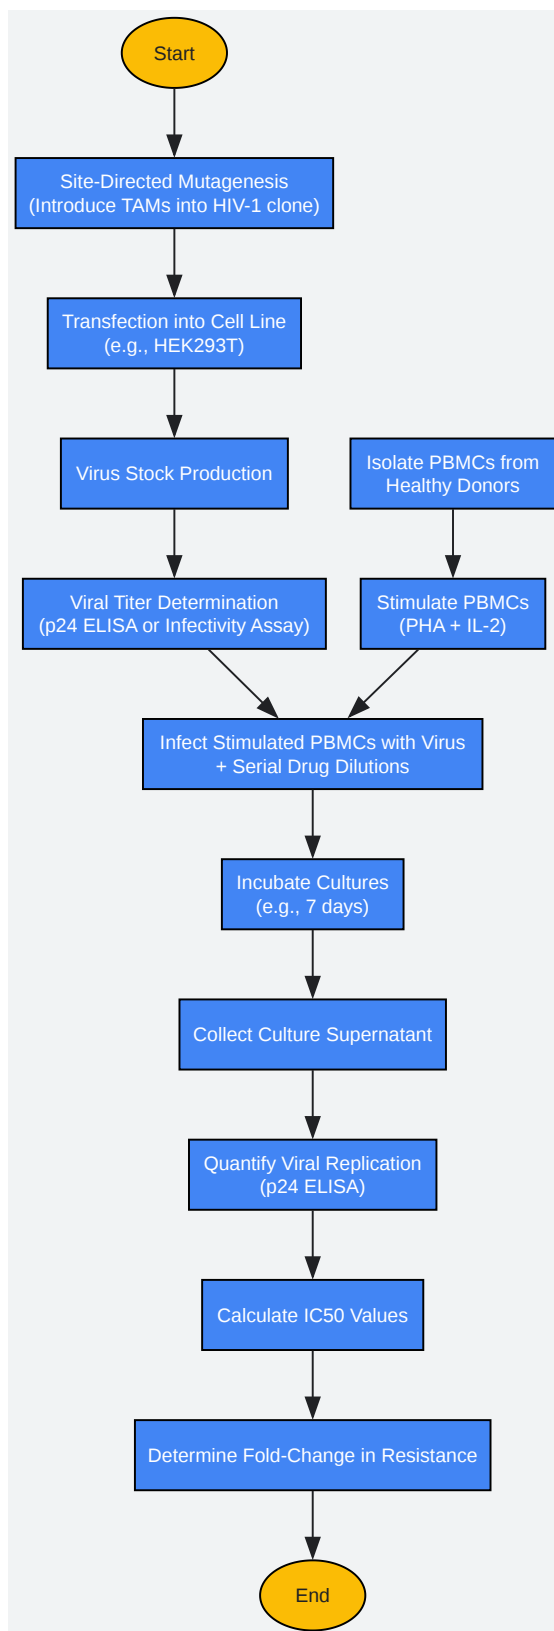 Start
Site-Directed Mutagenesis
(Introduce TAMs into HIV-1 clone)
Transfection into Cell Line
(e.g., HEK293T)
Virus Stock Production
Isolate PBMCs from
Healthy Donors
Viral Titer Determination
(p24 ELISA or Infectivity Assay)
Stimulate PBMCs
(PHA + IL-2)
Infect Stimulated PBMCs with Virus
+ Serial Drug Dilutions
Incubate Cultures
(e.g., 7 days)
Collect Culture Supernatant
Quantify Viral Replication
(p24 ELISA)
Calculate IC50 Values
Determine Fold-Change in Resistance
End